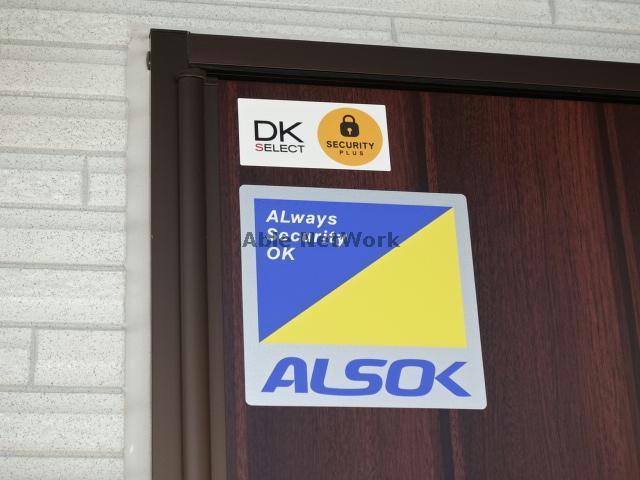 DK
SELECT
SECURITY
PLUS
ALways
Security
OK
Able NetWork
ALSOK